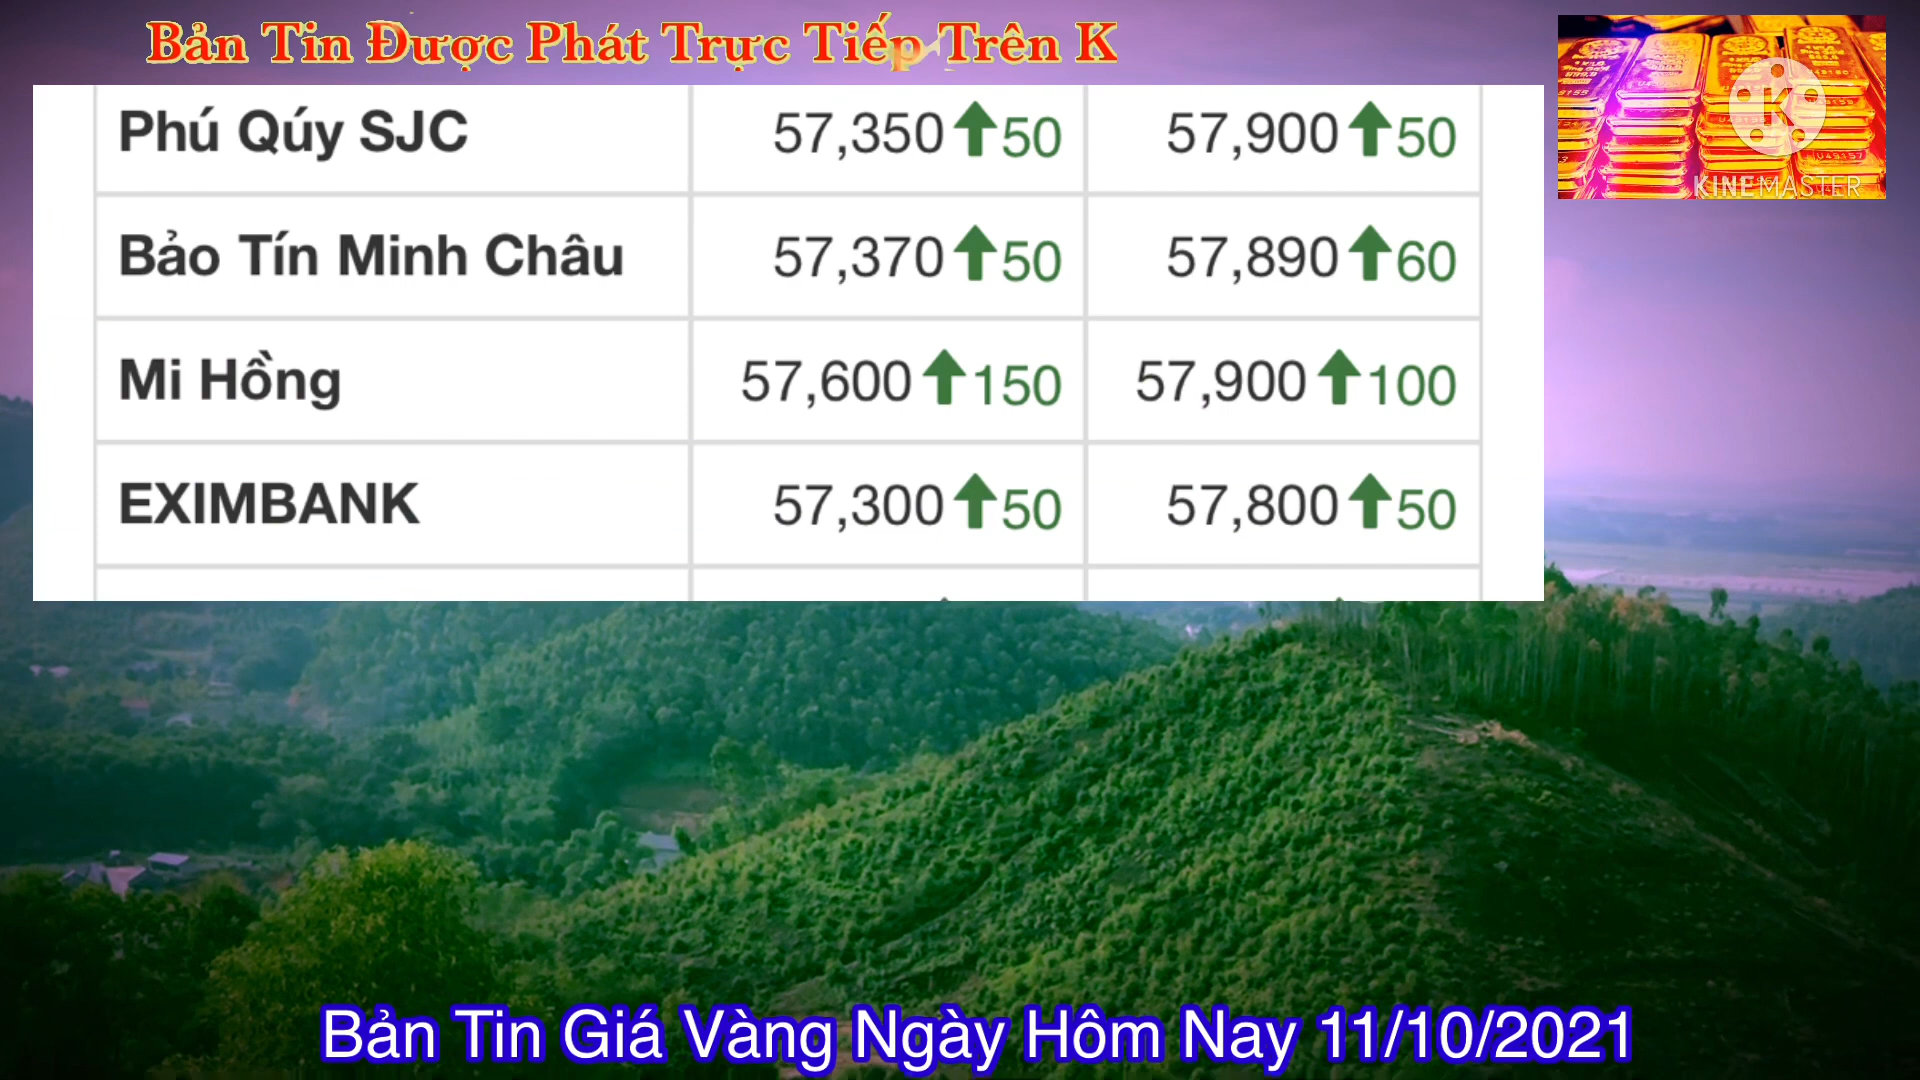 Bản Tin Được Phát Trực Tiếp Trên K
Phú Qúy SJC 57,350 50 57,900 50
Bảo Tín Minh Châu 57,370 50 57,890 60
Mi Hồng 57,600 150 57,900 100
EXIMBANK 57,300 50 57,800 50
K
KINEMASTER
Bản Tin Giá Vàng Ngày Hôm Nay 11/10/2021